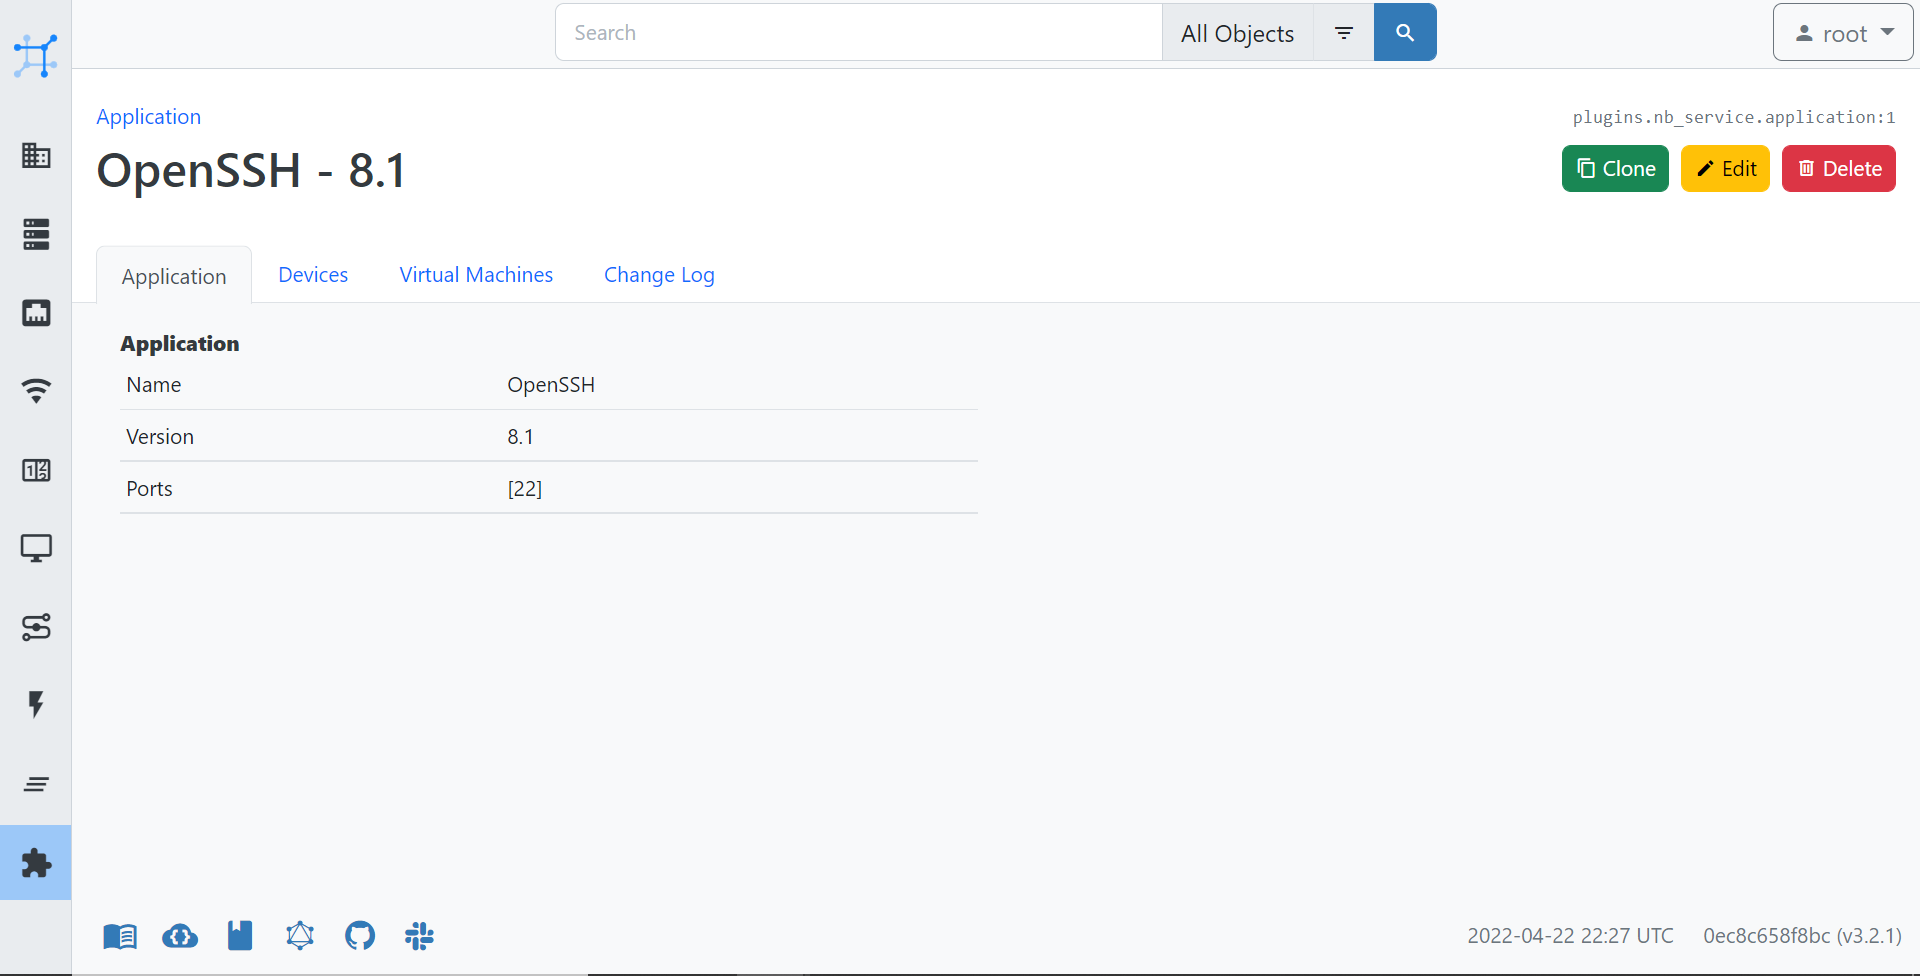 Search
All Objects
root
Application
plugins.nb_service.application:1
OpenSSH - 8.1
Clone
Edit
Delete
Application
Devices
Virtual Machines
Change Log
Application
Name OpenSSH
Version 8.1
Ports [22]
2022-04-22 22:27 UTC
0ec8c658f8bc (v3.2.1)